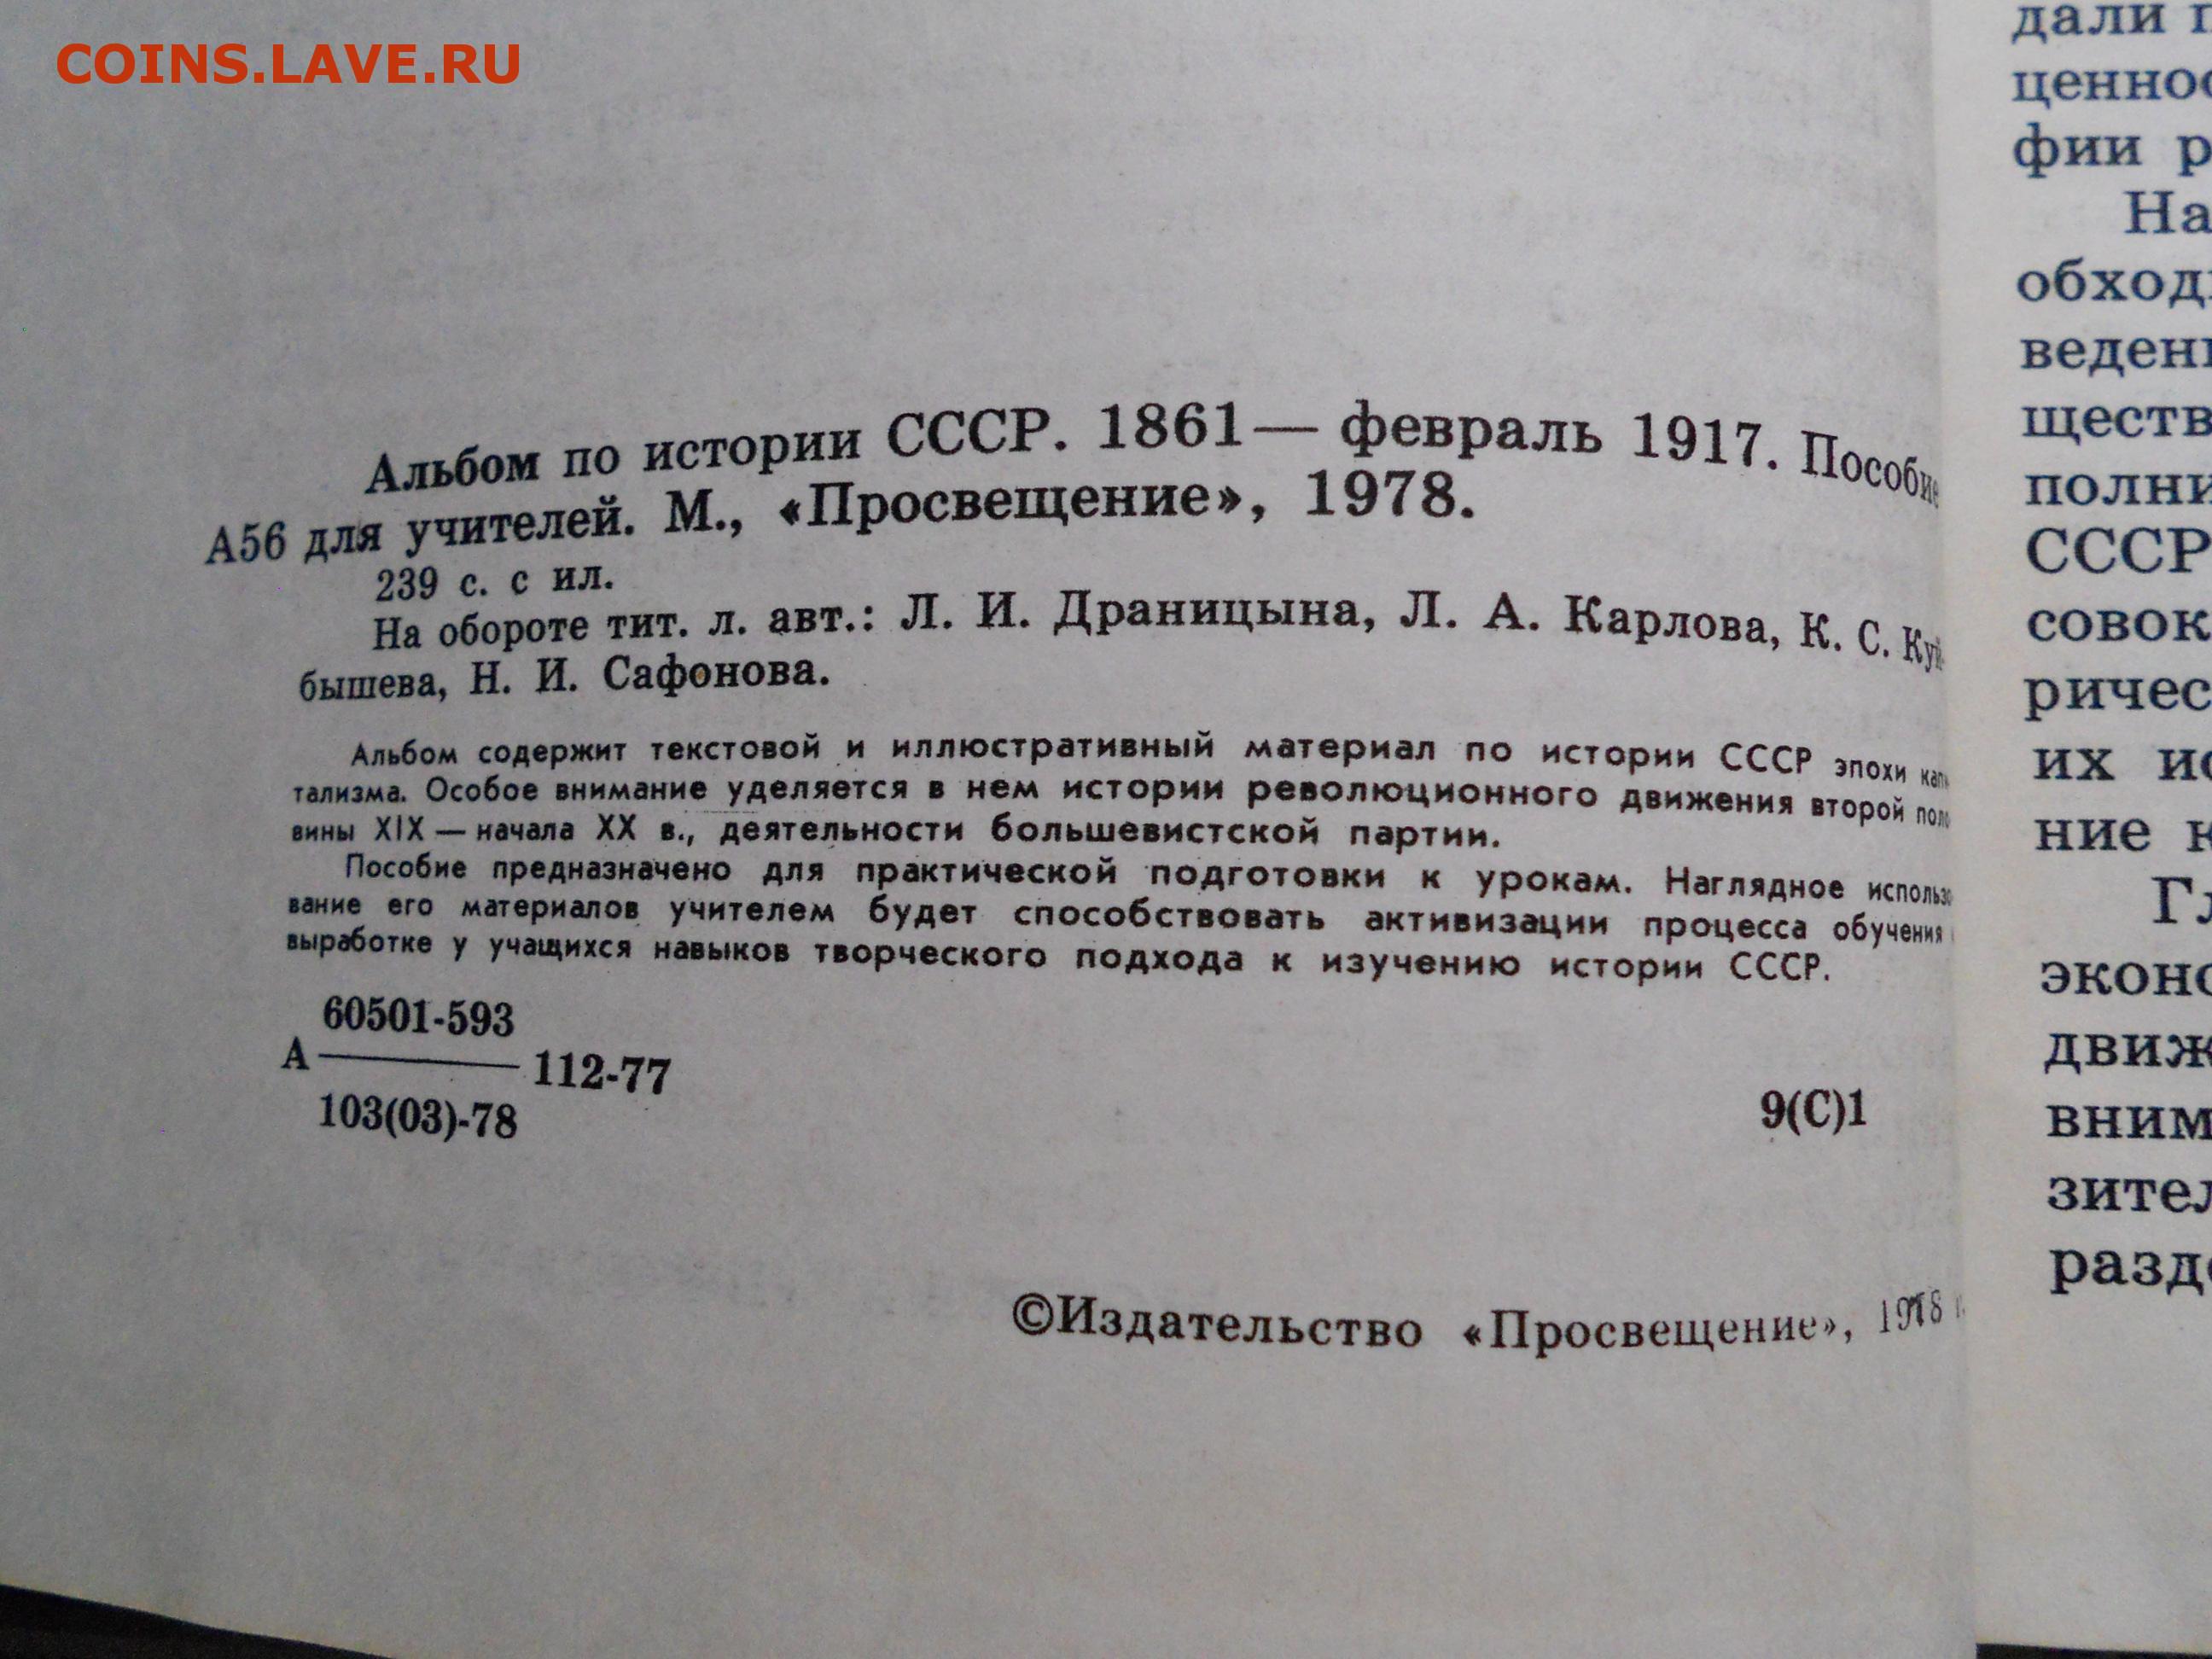 COINS.LAVE.RU
Альбом по истории СССР. 1861 — февраль 1917. Пособие
А56 для учителей. М., «Просвещение», 1978.
239 с. с ил.
На обороте тит. л. авт.: Л. И. Драницына, Л. А. Карлова, К. С. Куй
бышева, Н. И. Сафонова.
Альбом содержит текстовой и иллюстративный материал по истории СССР эпохи капи
тализма. Особое внимание уделяется в нем истории революционного движения второй поло
вины XIX — начала XX в., деятельности большевистской партии.
Пособие предназначено для практической подготовки к урокам. Наглядное использо
вание его материалов учителем будет способствовать активизации процесса обучения
выработке у учащихся навыков творческого подхода к изучению истории СССР.
60501-593
А 112-77
103(03)-78
9(С)1
©Издательство «Просвещение», 1978 г.
дали п
ценнос
фии р
На
обход
веден
ществ
полни
СССР
совок
ричес
их ис
ние к
Гл
эконо
движ
вним
зител
разде